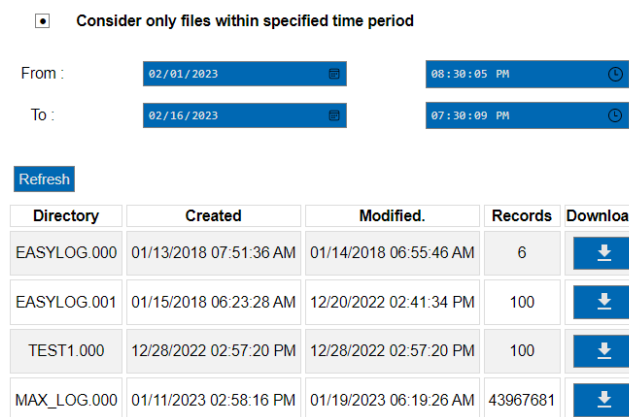 Consider only files within specified time period
From : 02/01/2023 08:30:05 PM
To : 02/16/2023 07:30:09 PM
Refresh
Directory Created Modified. Records Downloa
EASYLOG.000 01/13/2018 07:51:36 AM 01/14/2018 06:55:46 AM 6
EASYLOG.001 01/15/2018 06:23:28 AM 12/20/2022 02:41:34 PM 100
TEST1.000 12/28/2022 02:57:20 PM 12/28/2022 02:57:20 PM 100
MAX_LOG.000 01/11/2023 02:58:16 PM 01/19/2023 06:19:26 AM 43967681